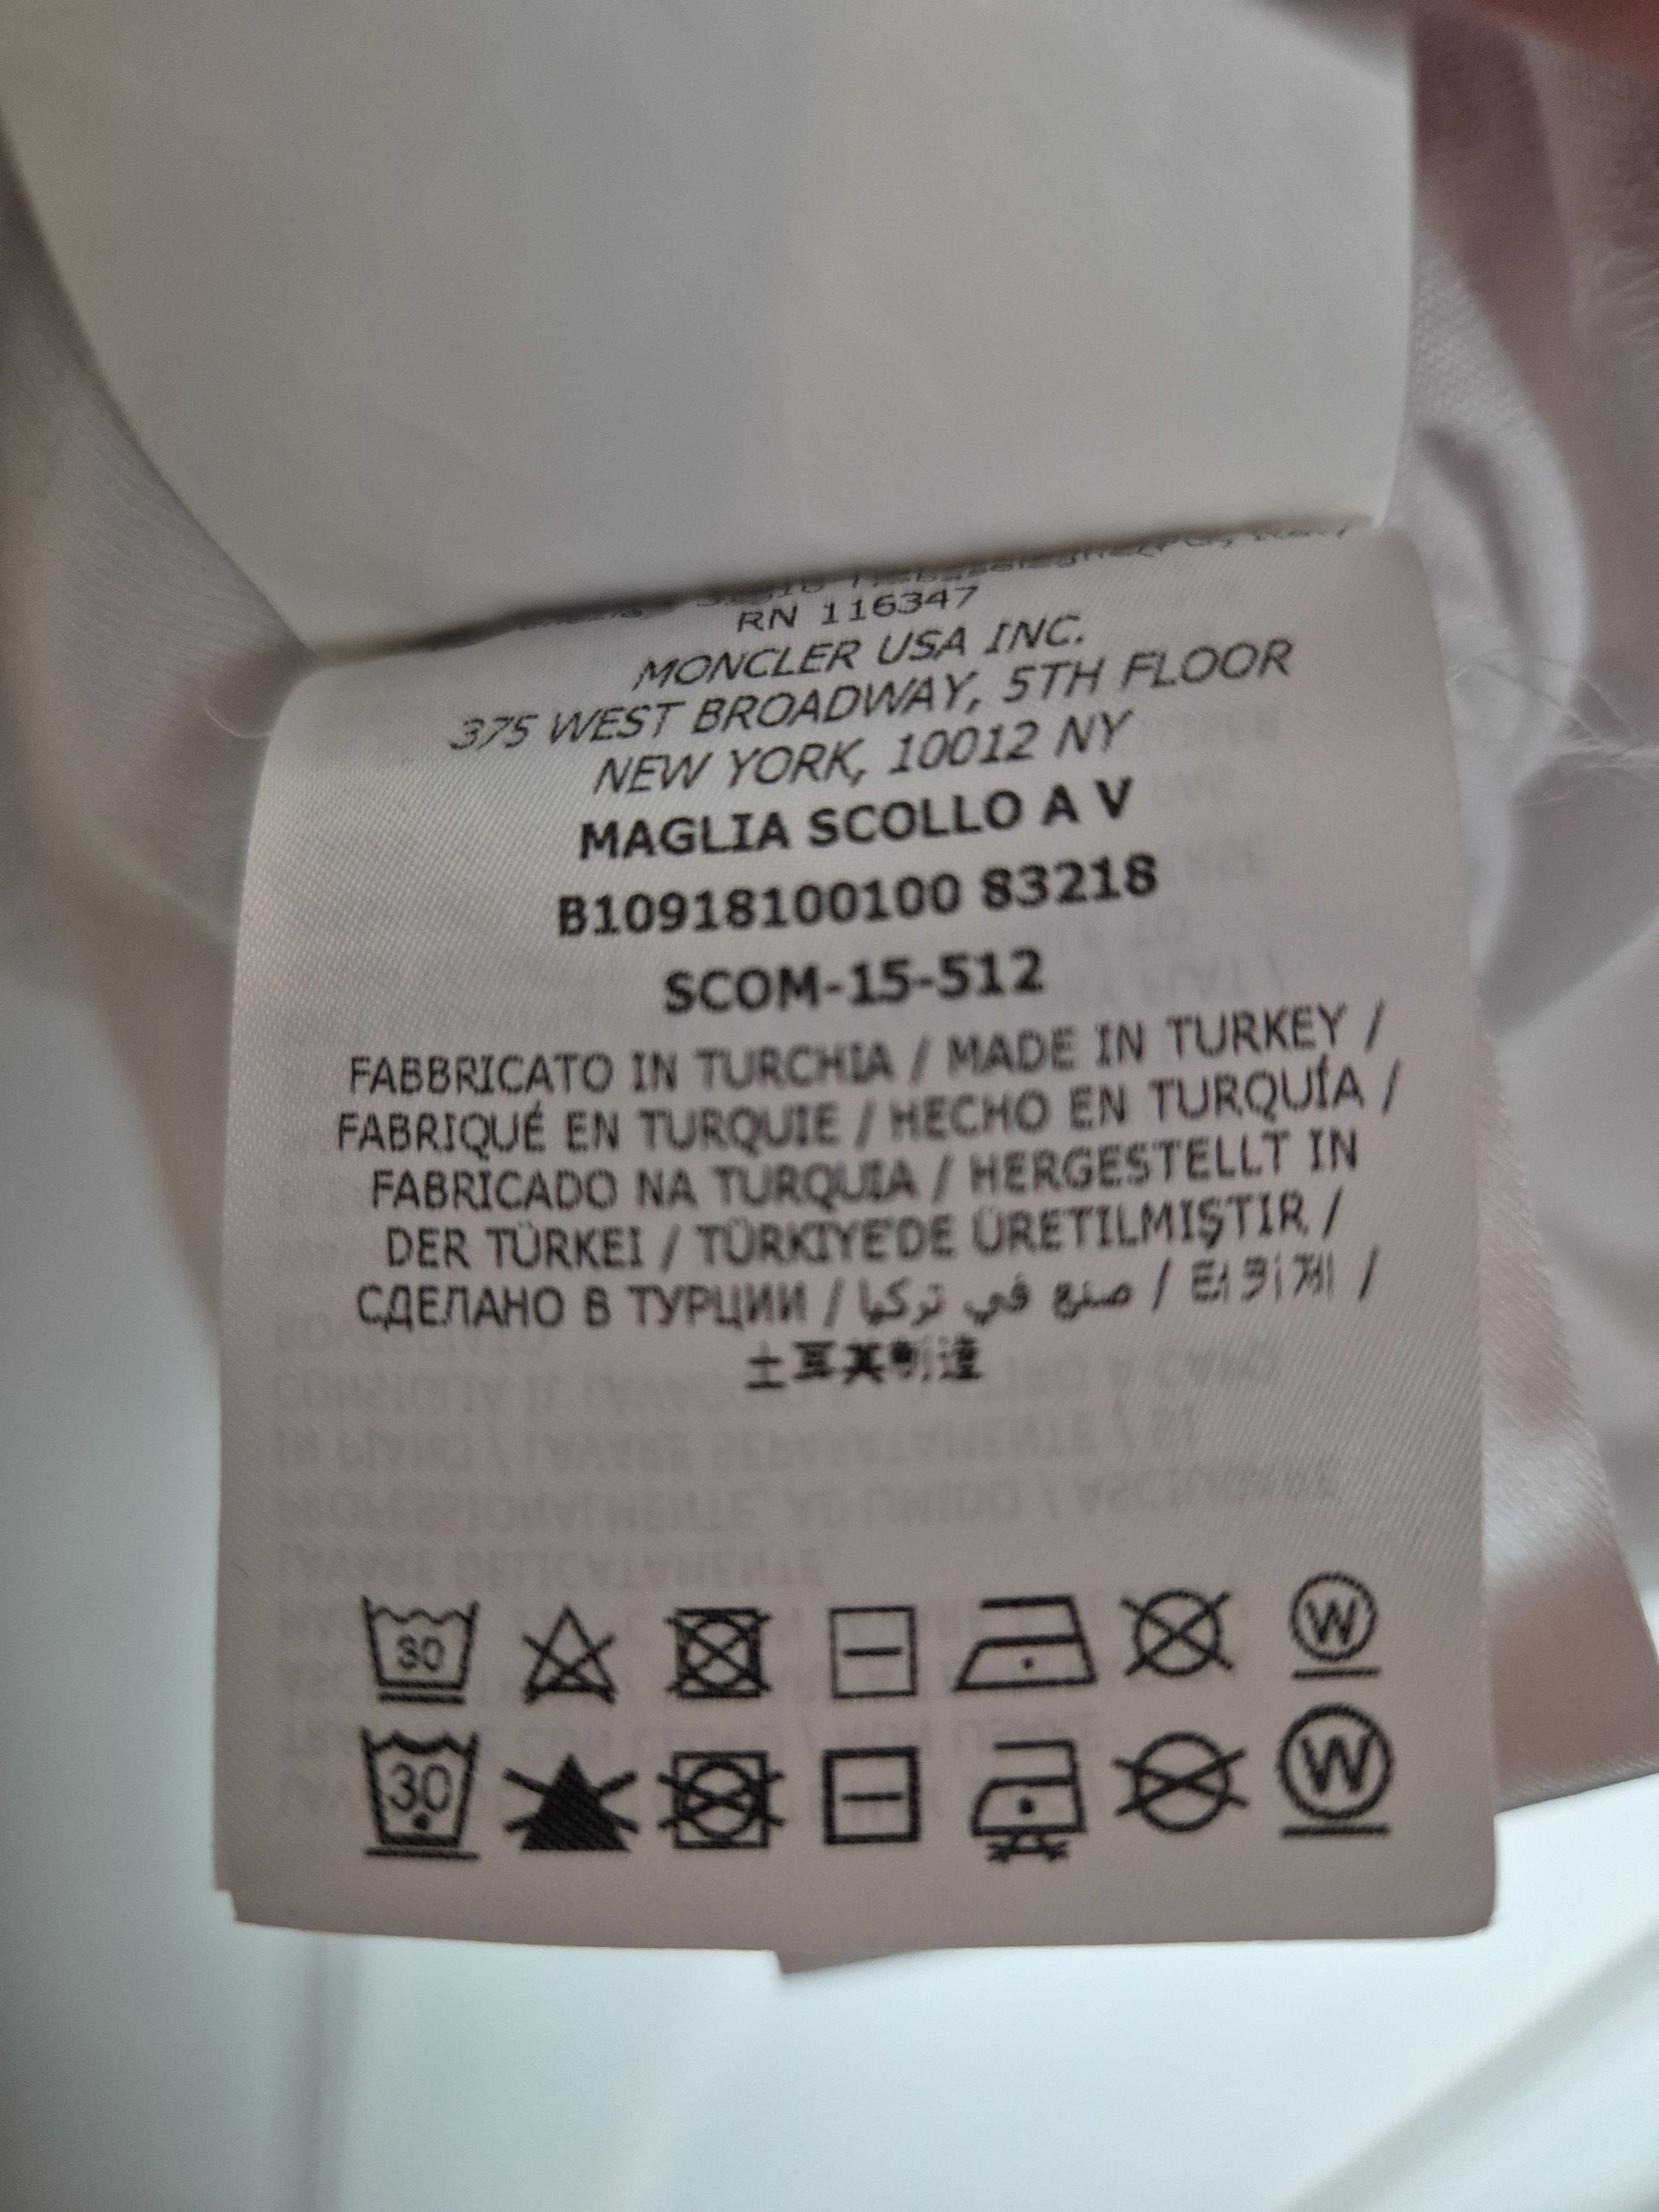 RN 116347
MONCLER USA INC.
375 WEST BROADWAY, 5TH FLOOR
NEW YORK, 10012 NY
MAGLIA SCOLLO A V
B10918100100 83218
SCOM-15-512
FABBRICATO IN TURCHIA / MADE IN TURKEY /
FABRIQUÉ EN TURQUIE / HECHO EN TURQUÍA /
FABRICADO NA TURQUIA / HERGESTELLT IN
DER TÜRKEI / TÜRKIYE'DE ÜRETILMIŞTIR /
СДЕЛАНО В ТУРЦИИ / صنع في تركيا / 터키제 /
土耳其制造
30
W
30
W